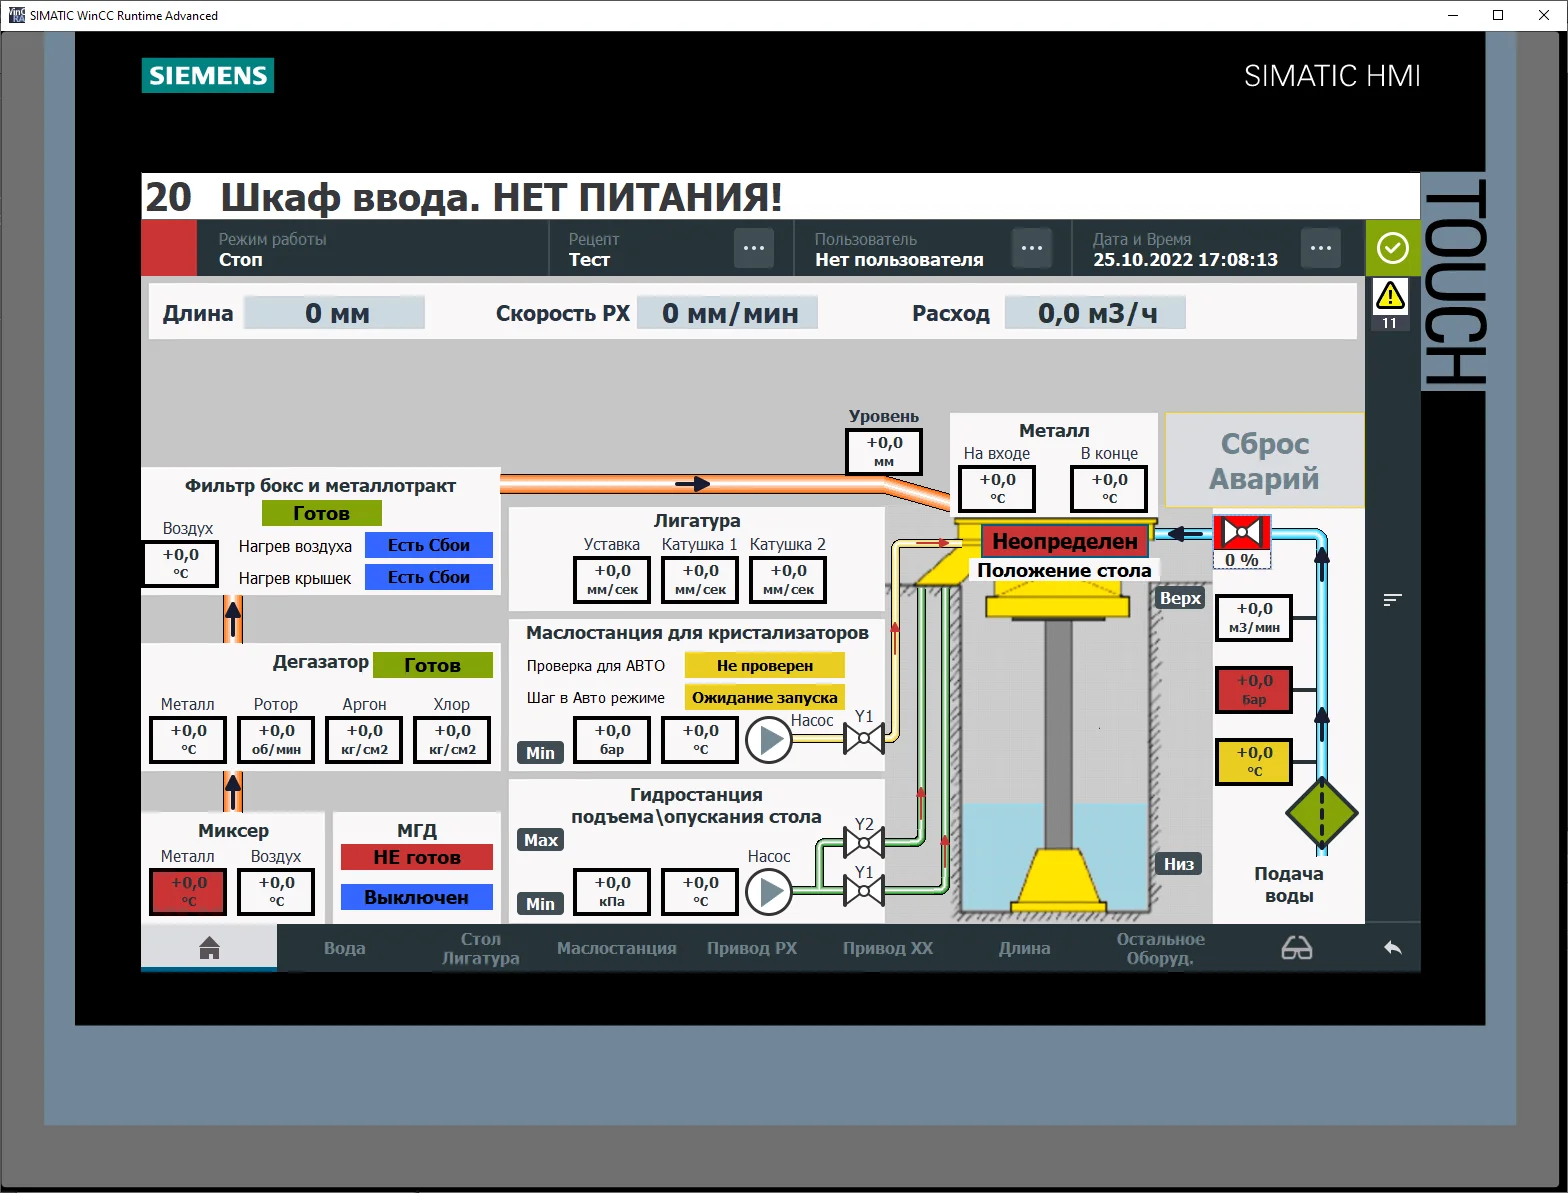 SIMATIC WinCC Runtime Advanced
SIEMENS
SIMATIC HMI
TOUCH
20 Шкаф ввода. НЕТ ПИТАНИЯ!
Режим работы
Стоп
Рецепт
Тест
...
Пользователь
Нет пользователя
...
Дата и Время
25.10.2022 17:08:13
...
11
Длина 0 мм
Скорость РХ 0 мм/мин
Расход 0,0 м3/ч
Уровень
+0,0
мм
Металл
На входе
В конце
+0,0
°C
+0,0
°C
Сброс
Аварий
Фильтр бокс и металлотракт
Готов
Воздух
+0,0
°C
Нагрев воздуха Есть Сбои
Нагрев крышек Есть Сбои
Лигатура
Уставка Катушка 1 Катушка 2
+0,0
мм/сек
+0,0
мм/сек
+0,0
мм/сек
Неопределен
Положение стола
Верх
Низ
0 %
+0,0
м3/мин
+0,0
бар
+0,0
°C
Подача
воды
Маслостанция для кристализаторов
Проверка для АВТО Не проверен
Шаг в Авто режиме Ожидание запуска
Min
+0,0
бар
+0,0
°C
Насос
Y1
Дегазатор Готов
Металл Ротор Аргон Хлор
+0,0
°C
+0,0
об/мин
+0,0
кг/см2
+0,0
кг/см2
Гидростанция
подъема\опускания стола
Max
Min
+0,0
кПа
+0,0
°C
Насос
Y2
Y1
Миксер
Металл Воздух
+0,0
°C
+0,0
°C
МГД
НЕ готов
Выключен
Вода
Стол
Лигатура
Маслостанция
Привод РХ
Привод ХХ
Длина
Остальное
Оборуд.